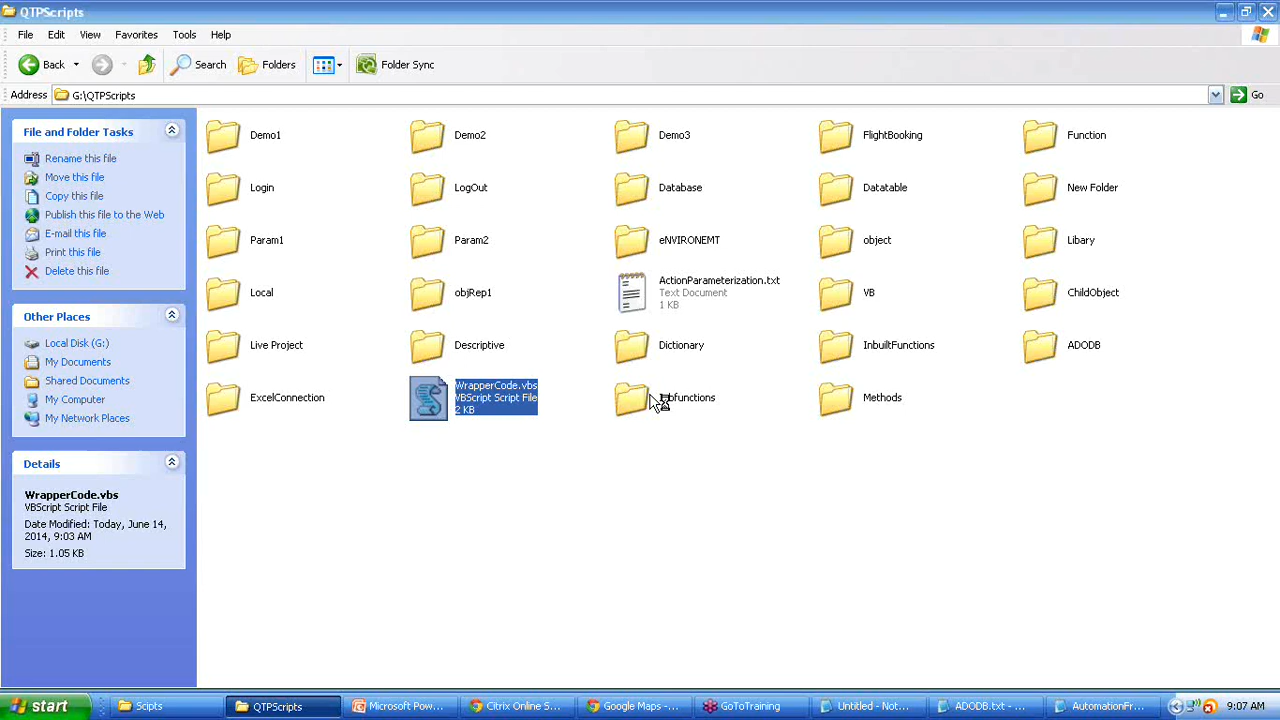 QTPScripts
File Edit View Favorites Tools Help
Back Search Folders Folder Sync
Address G:\QTPScripts Go
File and Folder Tasks
Rename this file
Move this file
Copy this file
Publish this file to the Web
E-mail this file
Print this file
Delete this file
Other Places
Local Disk (G:)
My Documents
Shared Documents
My Computer
My Network Places
Details
WrapperCode.vbs
VBScript Script File
Date Modified: Today, June 14,
2014, 9:03 AM
Size: 1.05 KB
Demo1 Demo2 Demo3 FlightBooking Function
Login LogOut Database Datatable New Folder
Param1 Param2 eNVIRONEMT object Libary
Local objRep1 ActionParameterization.txt
Text Document
1 KB
VB ChildObject
Live Project Descriptive Dictionary InbuiltFunctions ADODB
ExcelConnection WrapperCode.vbs
VBScript Script File
2 KB
Methods
start Scipts QTPScripts Microsoft Pow... Citrix Online S... Google Maps -... GoToTraining Untitled - Not... ADODB.txt - ... AutomationFr... 9:07 AM